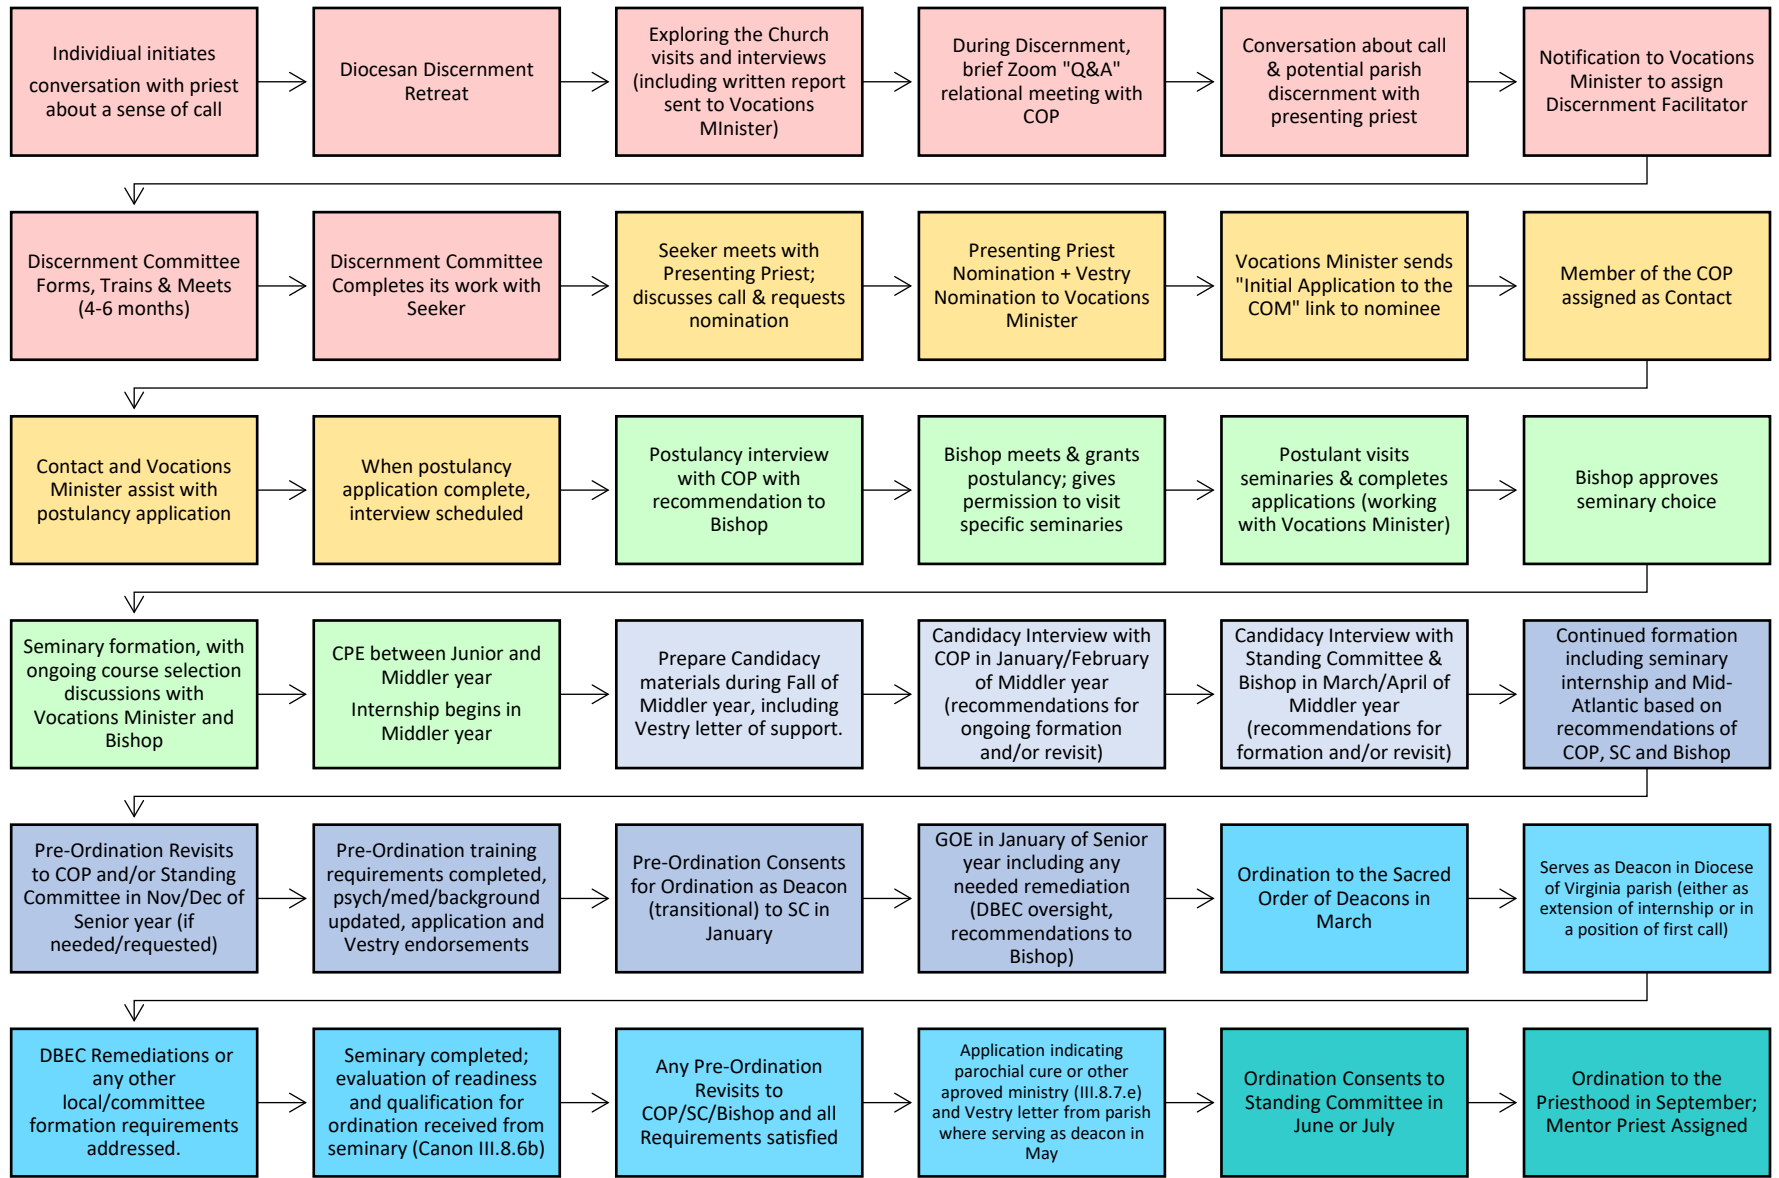 Individiual initiates
conversation with priest
about a sense of call
Diocesan Discernment
Retreat
Exploring the Church
visits and interviews
(including written report
sent to Vocations
MInister)
During Discernment,
brief Zoom "Q&A"
relational meeting with
COP
Conversation about call
& potential parish
discernment with
presenting priest
Notification to Vocations
Minister to assign
Discernment Facilitator
Discernment Committee
Forms, Trains & Meets
(4-6 months)
Discernment Committee
Completes its work with
Seeker
Seeker meets with
Presenting Priest;
discusses call & requests
nomination
Presenting Priest
Nomination + Vestry
Nomination to Vocations
Minister
Vocations Minister sends
"Initial Application to the
COM" link to nominee
Member of the COP
assigned as Contact
Contact and Vocations
Minister assist with
postulancy application
When postulancy
application complete,
interview scheduled
Postulancy interview
with COP with
recommendation to
Bishop
Bishop meets & grants
postulancy; gives
permission to visit
specific seminaries
Postulant visits
seminaries & completes
applications (working
with Vocations Minister)
Bishop approves
seminary choice
Seminary formation, with
ongoing course selection
discussions with
Vocations Minister and
Bishop
CPE between Junior and
Middler year
Internship begins in
Middler year
Prepare Candidacy
materials during Fall of
Middler year, including
Vestry letter of support.
Candidacy Interview with
COP in January/February
of Middler year
(recommendations for
ongoing formation
and/or revisit)
Candidacy Interview with
Standing Committee &
Bishop in March/April of
Middler year
(recommendations for
formation and/or revisit)
Continued formation
including seminary
internship and Mid-
Atlantic based on
recommendations of
COP, SC and Bishop
Pre-Ordination Revisits
to COP and/or Standing
Committee in Nov/Dec of
Senior year (if
needed/requested)
Pre-Ordination training
requirements completed,
psych/med/background
updated, application and
Vestry endorsements
Pre-Ordination Consents
for Ordination as Deacon
(transitional) to SC in
January
GOE in January of Senior
year including any
needed remediation
(DBEC oversight,
recommendations to
Bishop)
Ordination to the Sacred
Order of Deacons in
March
Serves as Deacon in Diocese
of Virginia parish (either as
extension of internship or in
a position of first call)
DBEC Remediations or
any other
local/committee
formation requirements
addressed.
Seminary completed;
evaluation of readiness
and qualification for
ordination received from
seminary (Canon III.8.6b)
Any Pre-Ordination
Revisits to
COP/SC/Bishop and all
Requirements satisfied
Application indicating
parochial cure or other
aproved ministry (III.8.7.e)
and Vestry letter from parish
where serving as deacon in
May
Ordination Consents to
Standing Committee in
June or July
Ordination to the
Priesthood in September;
Mentor Priest Assigned